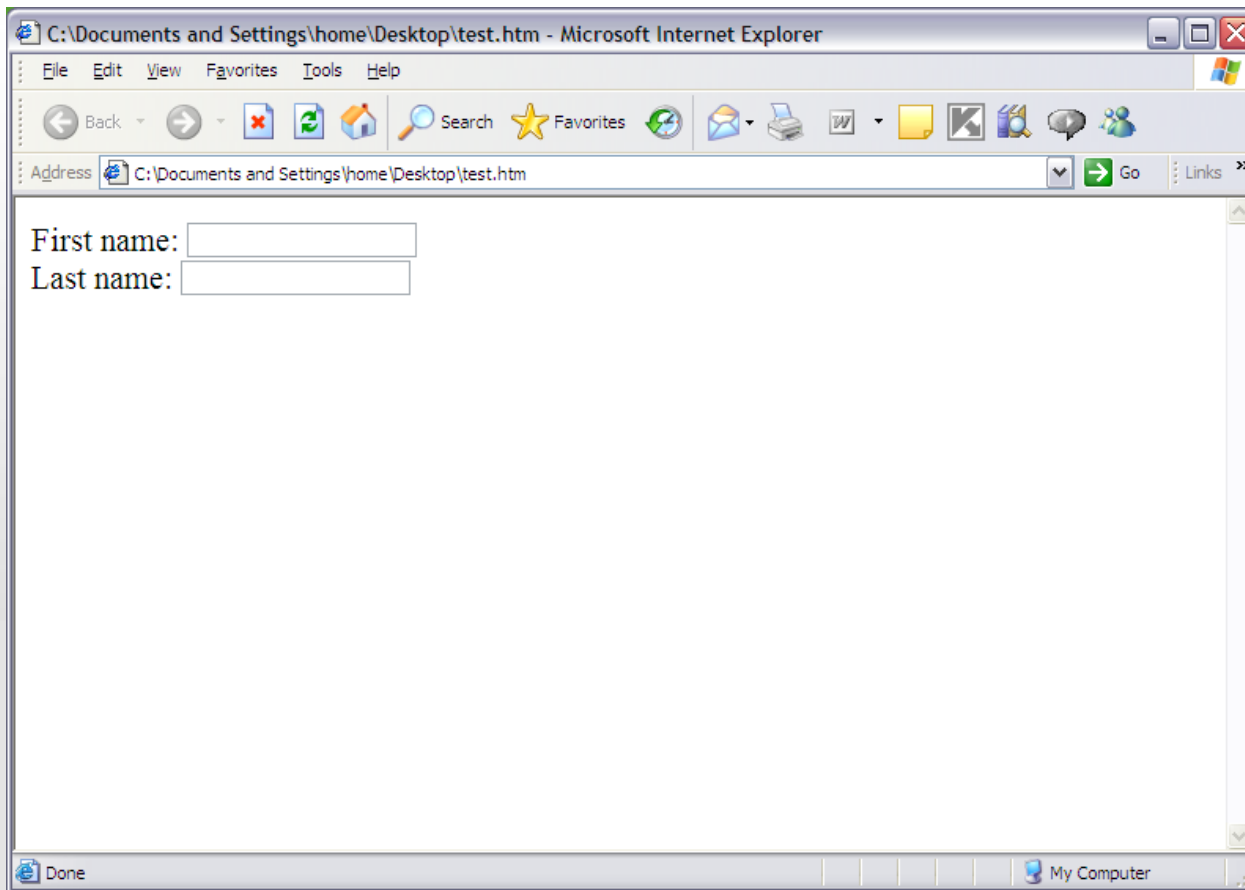 C:\Documents and Settings\home\Desktop\test.htm - Microsoft Internet Explorer
File Edit View Favorites Tools Help
Back Search Favorites W K
Address C:\Documents and Settings\home\Desktop\test.htm Go Links »
First name:
Last name:
Done My Computer